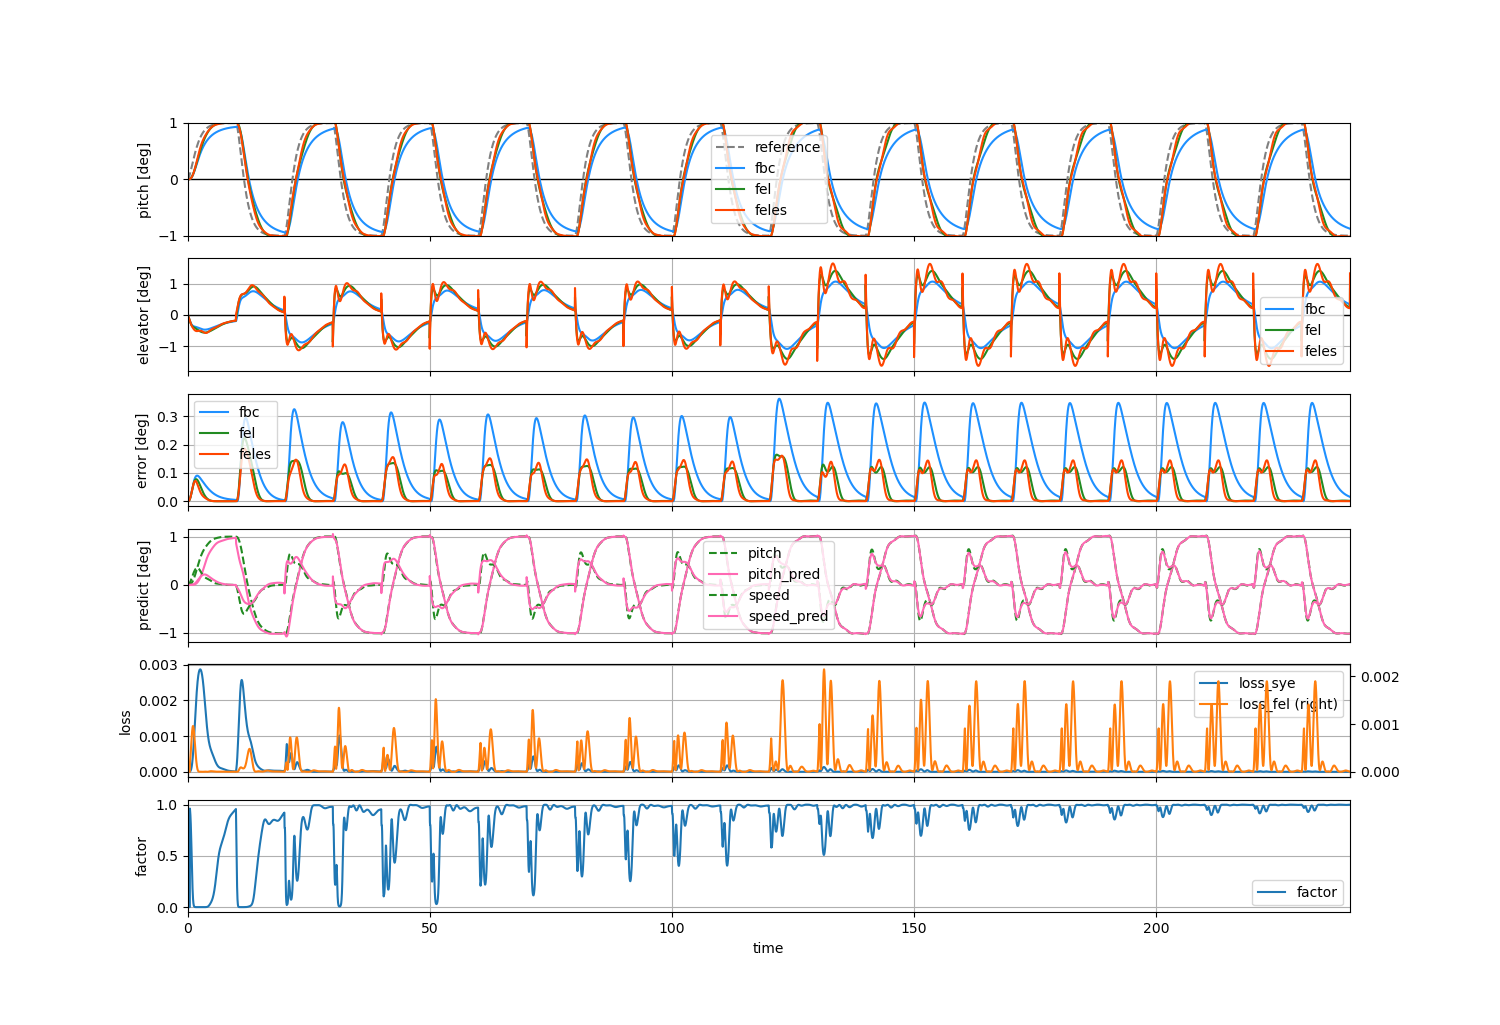 1
0
−1
pitch [deg]
reference
fbc
fel
feles
1
0
−1
elevator [deg]
fbc
fel
feles
0.3
0.2
0.1
0.0
error [deg]
fbc
fel
feles
1
0
−1
predict [deg]
pitch
pitch_pred
speed
speed_pred
0.003
0.002
0.001
0.000
loss
loss_sye
loss_fel (right)
0.002
0.001
0.000
1.0
0.5
0.0
factor
factor
0
50
100
150
200
time